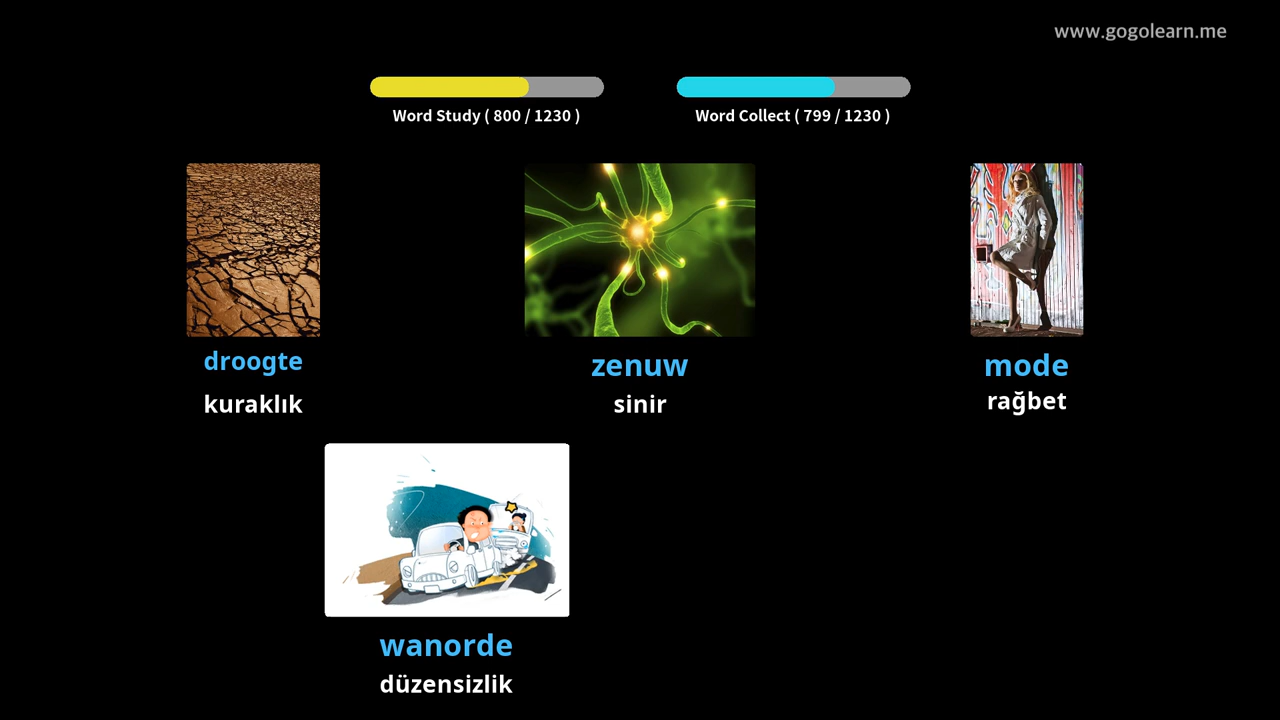 www.gogolearn.me
Word Study ( 800 / 1230 )
Word Collect ( 799 / 1230 )
droogte
kuraklık
zenuw
sinir
mode
rağbet
wanorde
düzensizlik